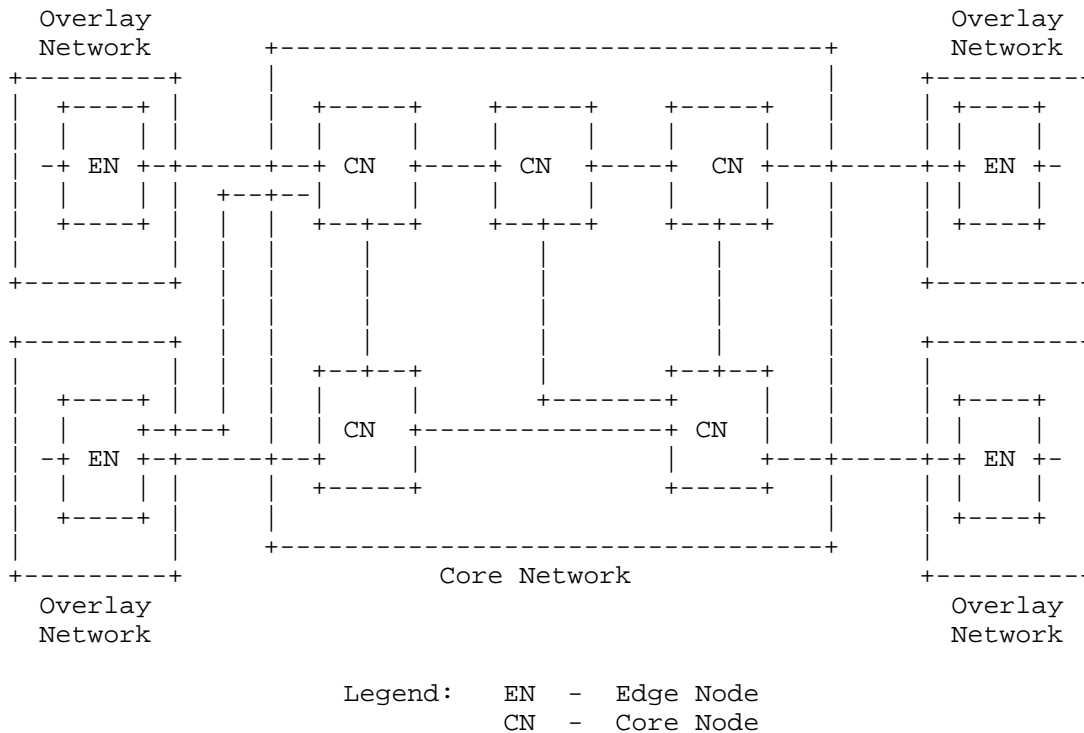 Overlay Overlay
Network Network
EN CN CN CN EN
EN CN CN EN
Core Network
Overlay Overlay
Network Network
Legend: EN - Edge Node
CN - Core Node